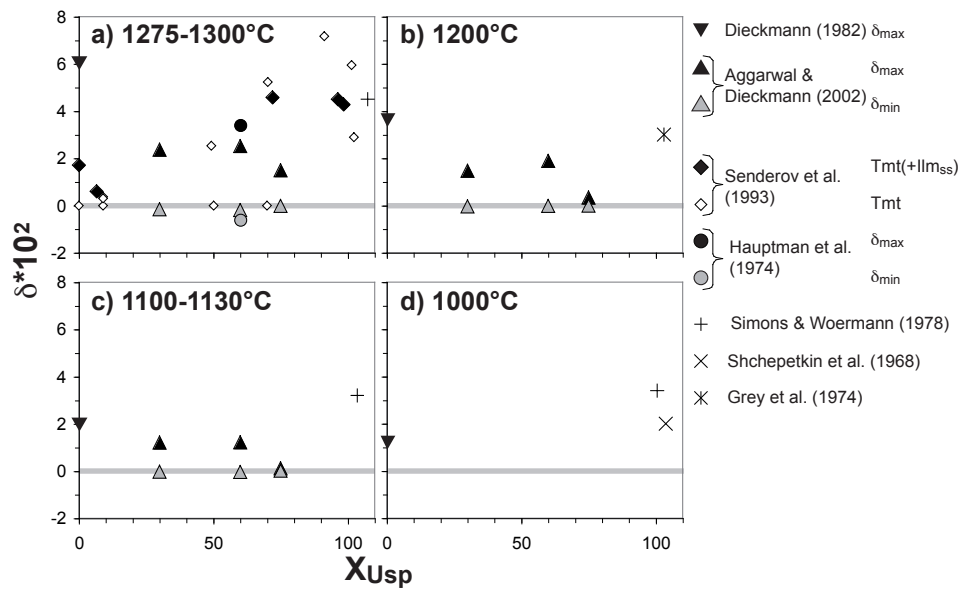 8
6
4
2
0
-2
a) 1275-1300°C
b) 1200°C
8
6
4
2
0
-2
c) 1100-1130°C
d) 1000°C
0
50
100
0
50
100
δ*10²
X_Usp
Dieckmann (1982) δmax
Aggarwal &
Dieckmann (2002)
δmax
δmin
Senderov et al.
(1993)
Tmt(+Ilmss)
Tmt
Hauptman et al.
(1974)
δmax
δmin
Simons & Woermann (1978)
Shchepetkin et al. (1968)
Grey et al. (1974)